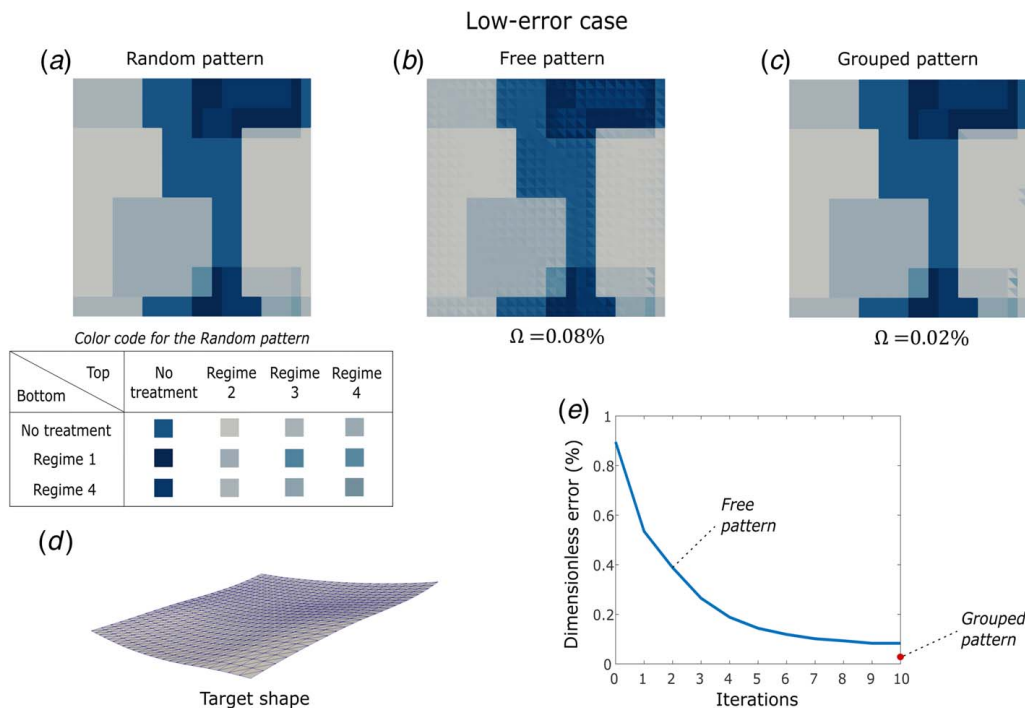 Low-error case
(a)
Random pattern
(b)
Free pattern
(c)
Grouped pattern
Ω =0.08%
Ω =0.02%
Color code for the Random pattern
Top
Bottom
No treatment
Regime 2
Regime 3
Regime 4
No treatment
Regime 1
Regime 4
(d)
Target shape
(e)
Dimensionless error (%)
1
0.8
0.6
0.4
0.2
0
0 1 2 3 4 5 6 7 8 9 10
Iterations
Free
pattern
Grouped
pattern